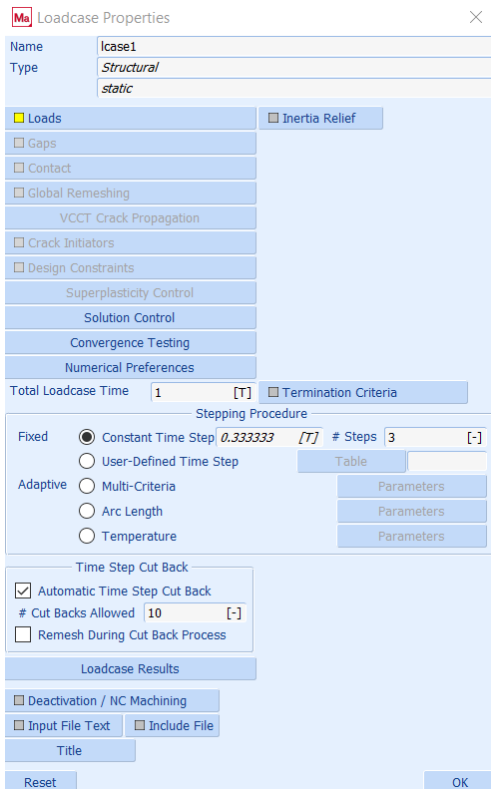 Ma Loadcase Properties
Name lcase1
Type Structural
static
Loads Inertia Relief
Gaps
Contact
Global Remeshing
VCCT Crack Propagation
Crack Initiators
Design Constraints
Superplasticity Control
Solution Control
Convergence Testing
Numerical Preferences
Total Loadcase Time 1 [T] Termination Criteria
Stepping Procedure
Fixed Constant Time Step 0.333333 [T] # Steps 3 [-]
User-Defined Time Step Table
Adaptive Multi-Criteria Parameters
Arc Length Parameters
Temperature Parameters
Time Step Cut Back
Automatic Time Step Cut Back
# Cut Backs Allowed 10 [-]
Remesh During Cut Back Process
Loadcase Results
Deactivation / NC Machining
Input File Text Include File
Title
Reset OK